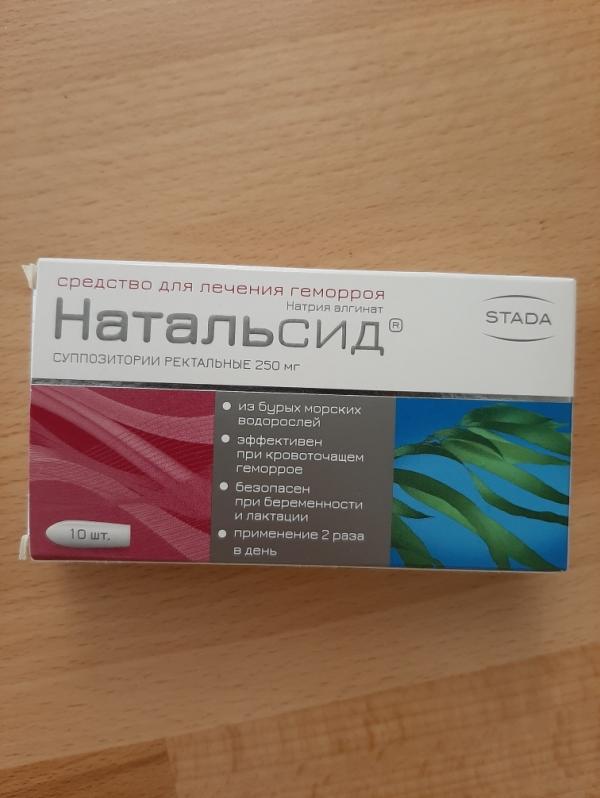 средство для лечения геморроя
Натрия алгинат
Натальсид®
STADA
суппозитории ректальные 250 мг
из бурых морских
водорослей
эффективен
при кровоточащем
геморрое
безопасен
при беременности
и лактации
применение 2 раза
в день
10 шт.